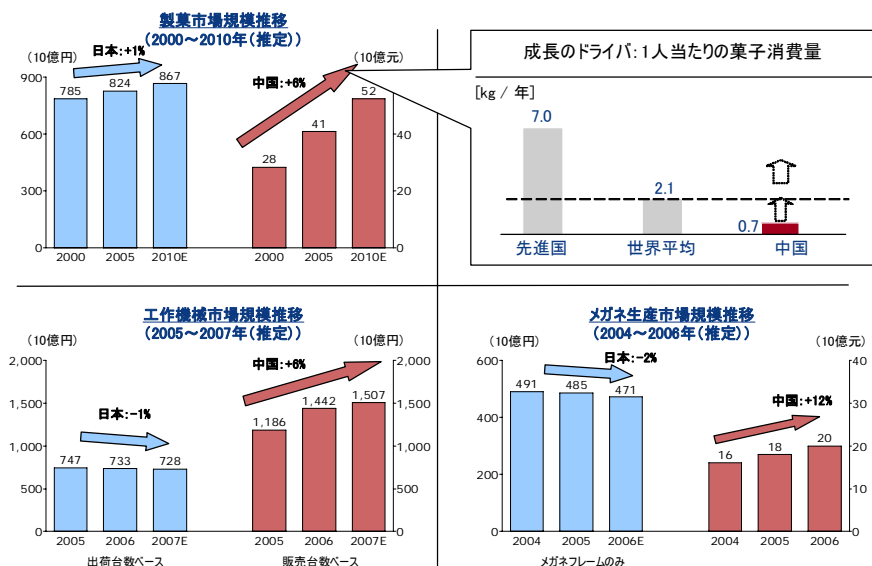 製菓市場規模推移
(2000～2010年(推定))
(10億円)
(10億元)
日本:+1%
中国:+6%
900
600
300
0
785
824
867
28
41
52
40
20
0
2000
2005
2010E
2000
2005
2010E
成長のドライバ:1人当たりの菓子消費量
[kg / 年]
7.0
2.1
0.7
先進国
世界平均
中国
工作機械市場規模推移
(2005～2007年(推定))
(10億円)
(10億元)
日本:-1%
中国:+6%
2,000
1,500
1,000
500
0
747
733
728
1,186
1,442
1,507
2,000
1,500
1,000
500
0
2005
2006
2007E
2005
2006
2007E
出荷台数ベース
販売台数ベース
メガネ生産市場規模推移
(2004～2006年(推定))
(10億円)
(10億元)
日本:-2%
中国:+12%
600
400
200
0
491
485
471
16
18
20
40
30
20
10
0
2004
2005
2006E
2004
2005
2006
メガネフレームのみ